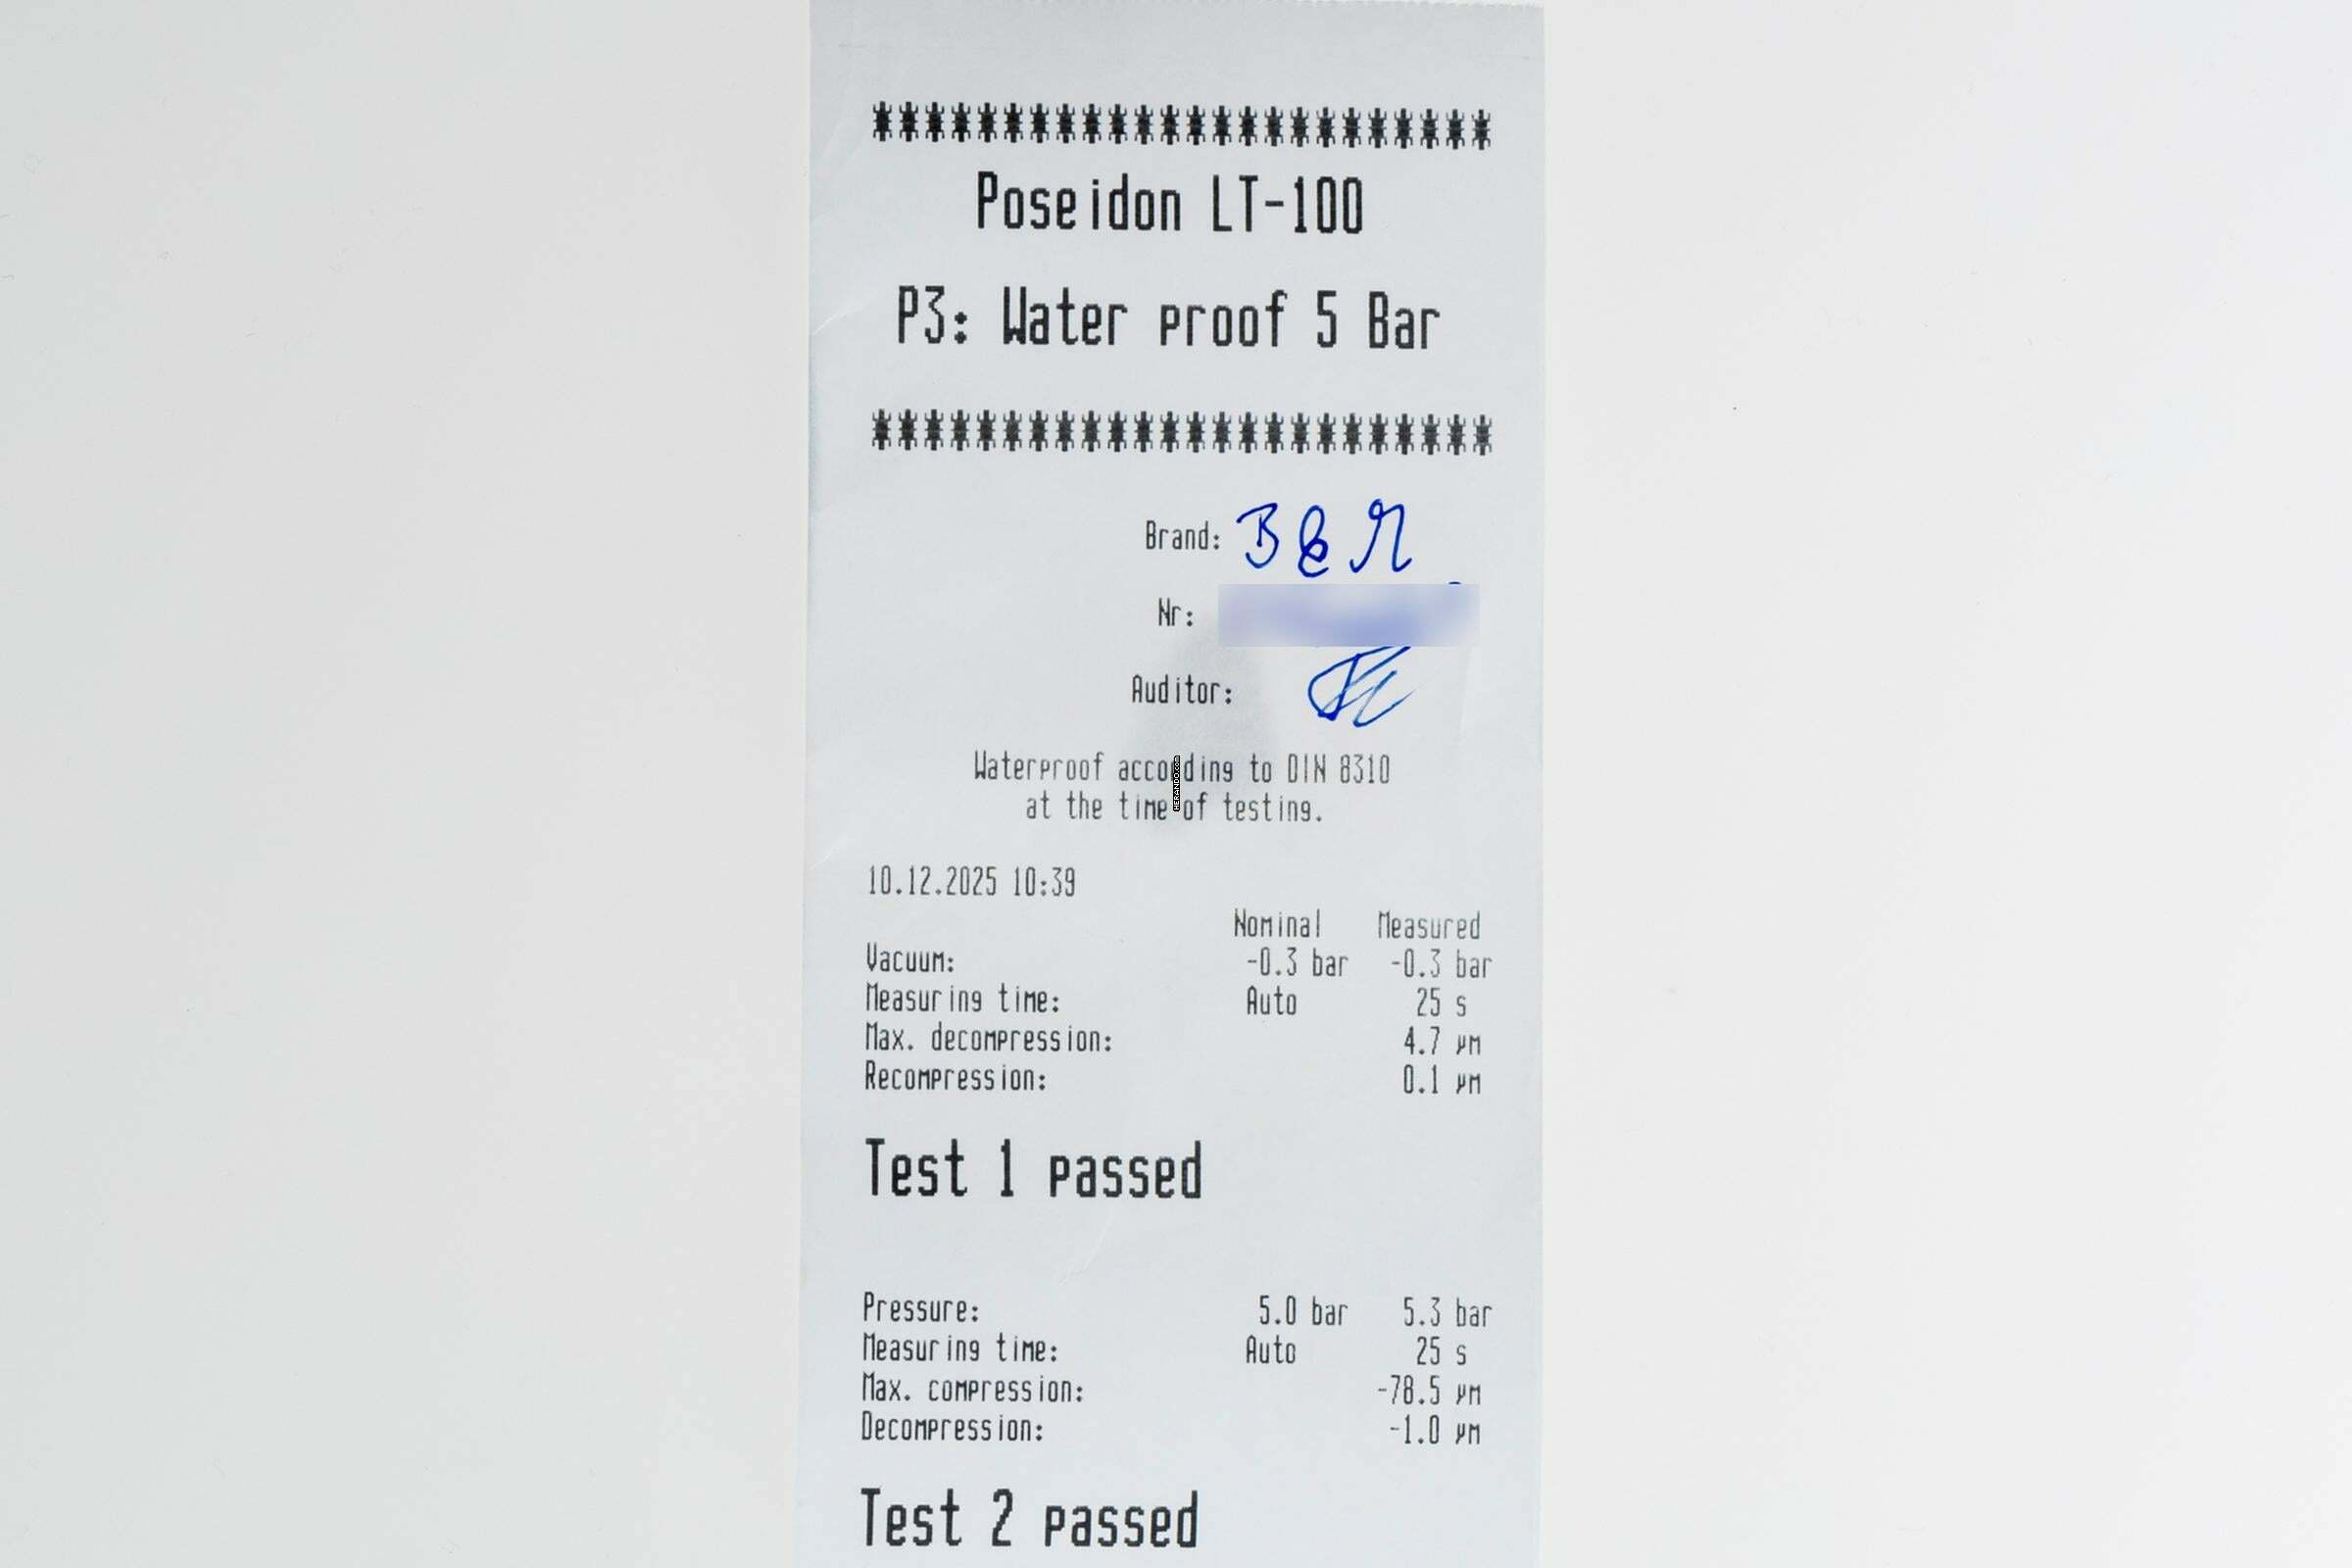 Poseidon LT-100
P3: Water proof 5 Bar
Brand: B & M
Nr:
Auditor:
Waterproof according to DIN 8310
at the time of testing.
HERANDO.com
10.12.2025 10:39
Nominal Measured
Vacuum: -0.3 bar -0.3 bar
Measuring time: Auto 25 s
Max. decompression: 4.7 µm
Recompression: 0.1 µm
Test 1 passed
Pressure: 5.0 bar 5.3 bar
Measuring time: Auto 25 s
Max. compression: -78.5 µm
Decompression: -1.0 µm
Test 2 passed